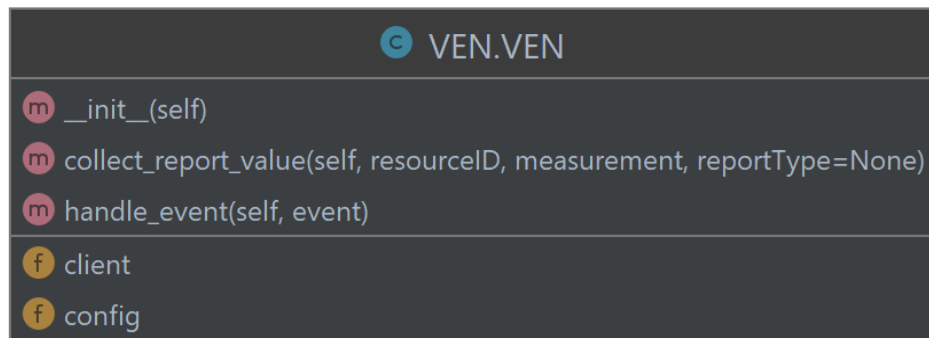 C VEN.VEN
m __init__(self)
m collect_report_value(self, resourceID, measurement, reportType=None)
m handle_event(self, event)
f client
f config